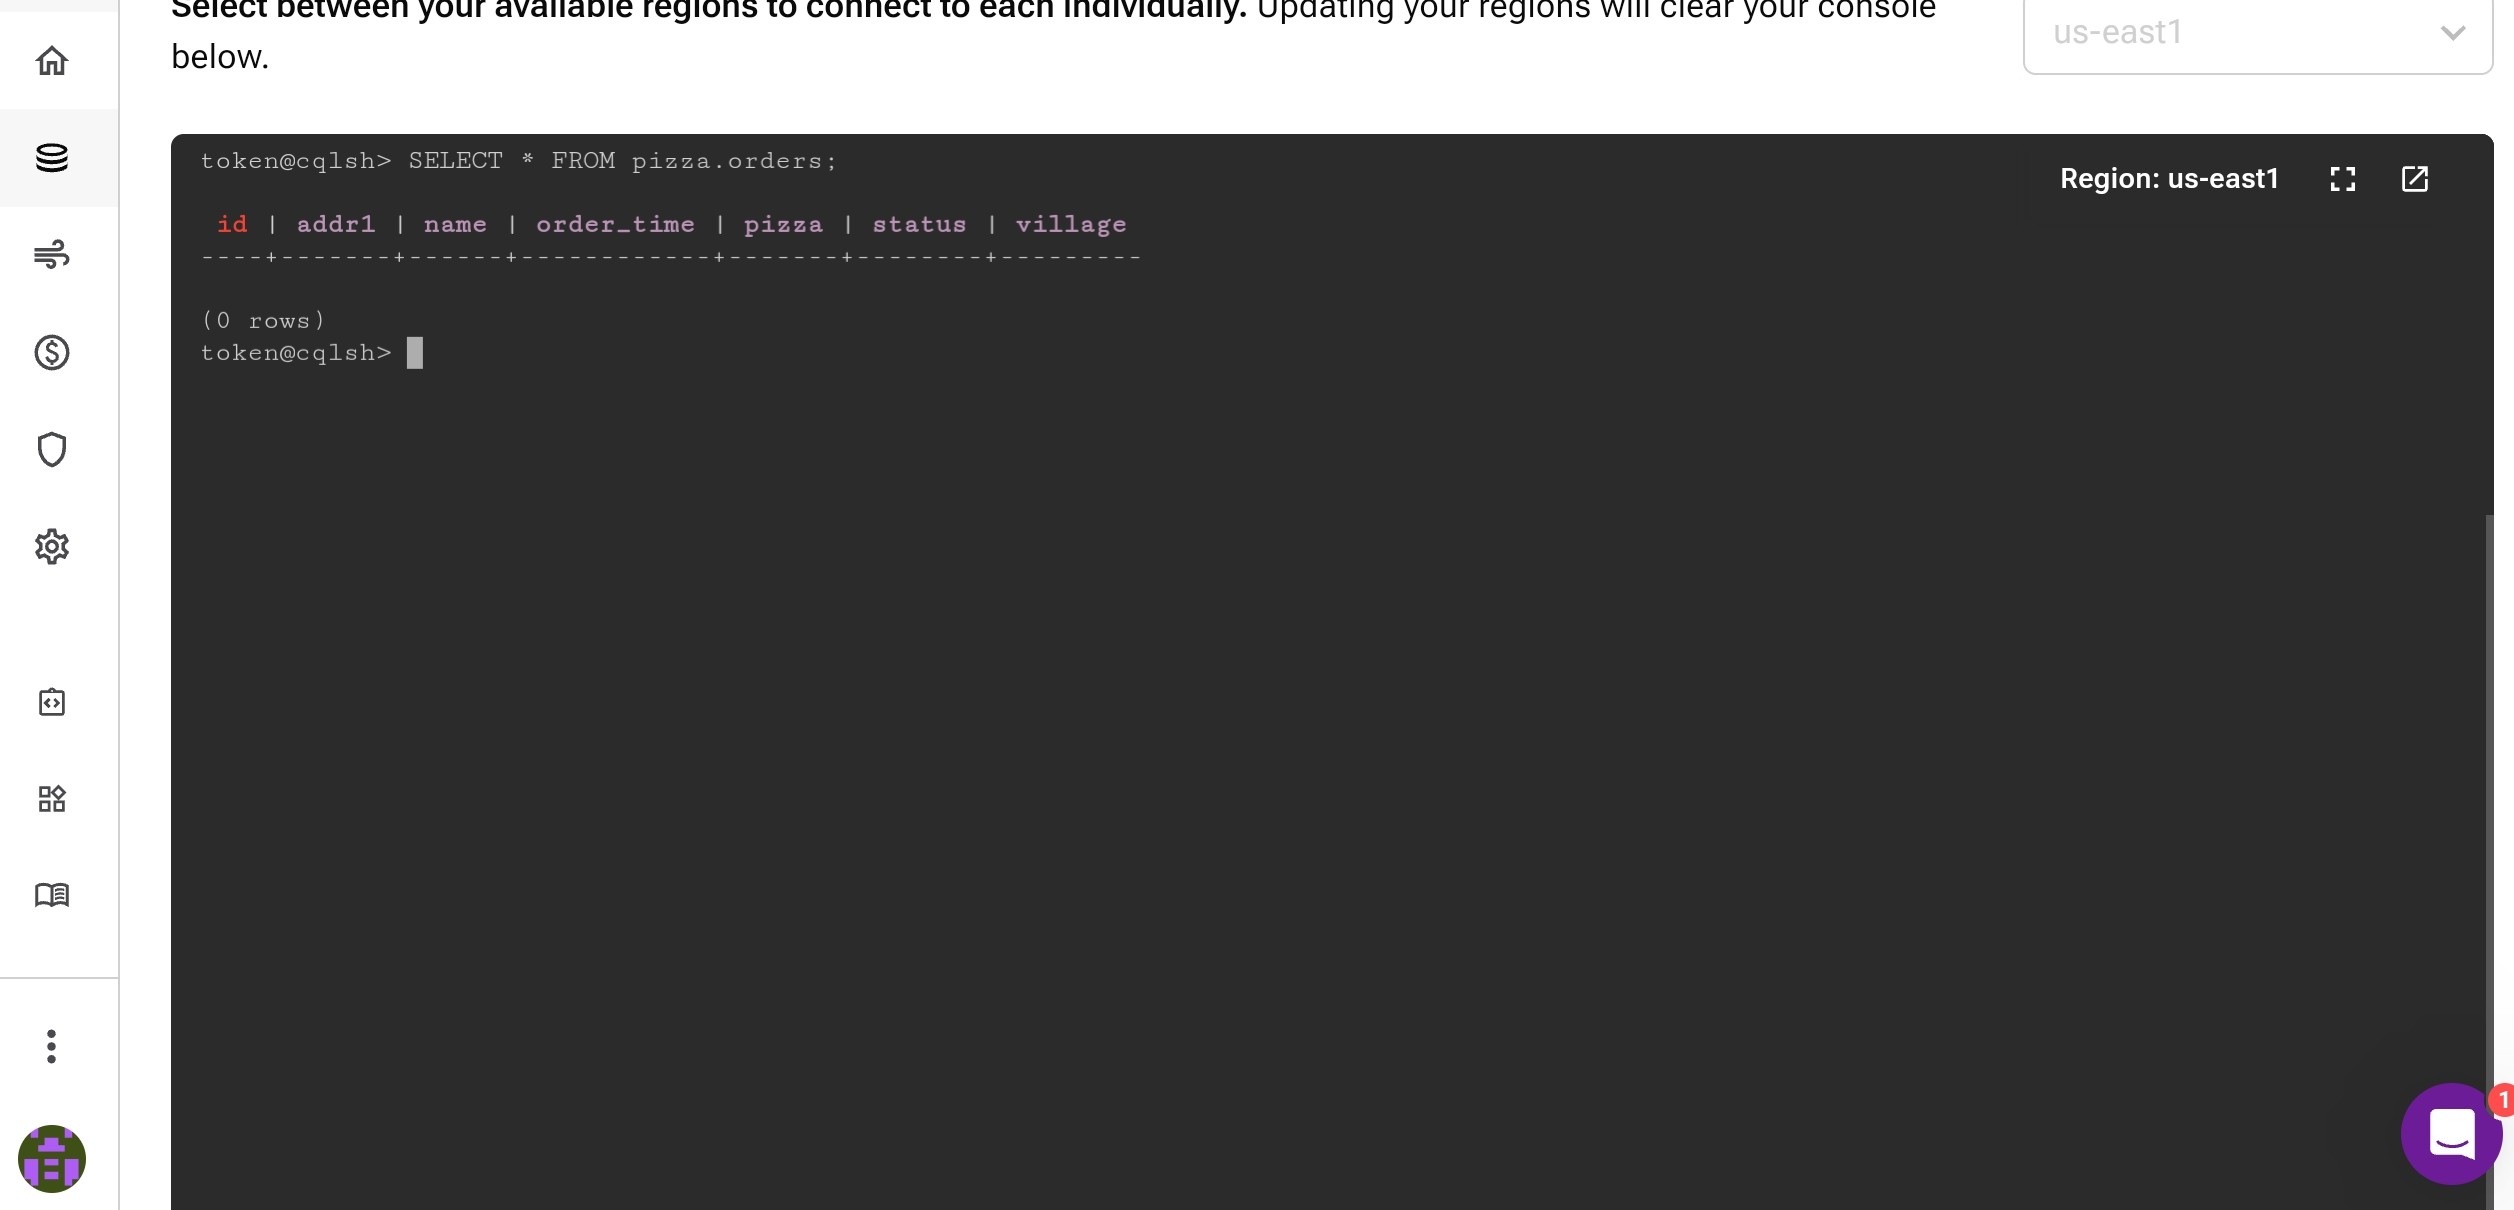 Select between your available regions to connect to each individually. Updating your regions will clear your console
below.
us-east1
token@cqlsh> SELECT * FROM pizza.orders;
Region: us-east1
 id | addr1 | name | order_time | pizza | status | village
----+-------+------+------------+-------+--------+---------
(0 rows)
token@cqlsh>
1